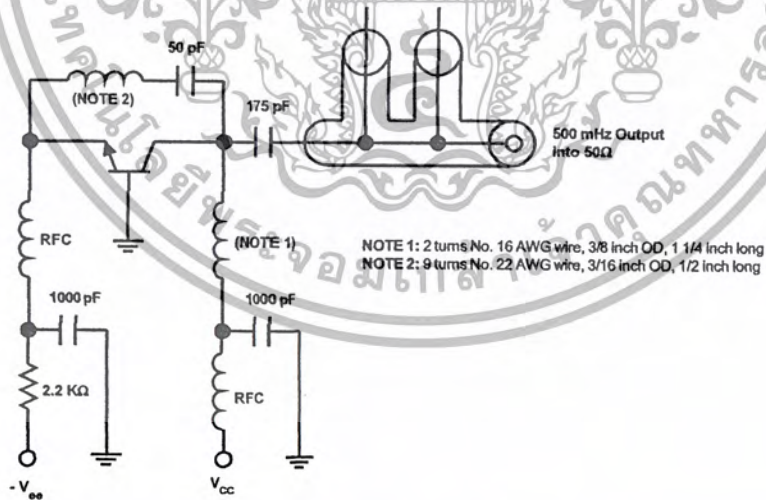 50 pF
(NOTE 2)
175 pF
500 mHz Output
into 50Ω
RFC
(NOTE 1)
NOTE 1: 2 turns No. 16 AWG wire, 3/8 inch OD, 1 1/4 inch long
NOTE 2: 9 turns No. 22 AWG wire, 3/16 inch OD, 1/2 inch long
1000 pF
1000 pF
2.2 KΩ
RFC
- Vee
VCC